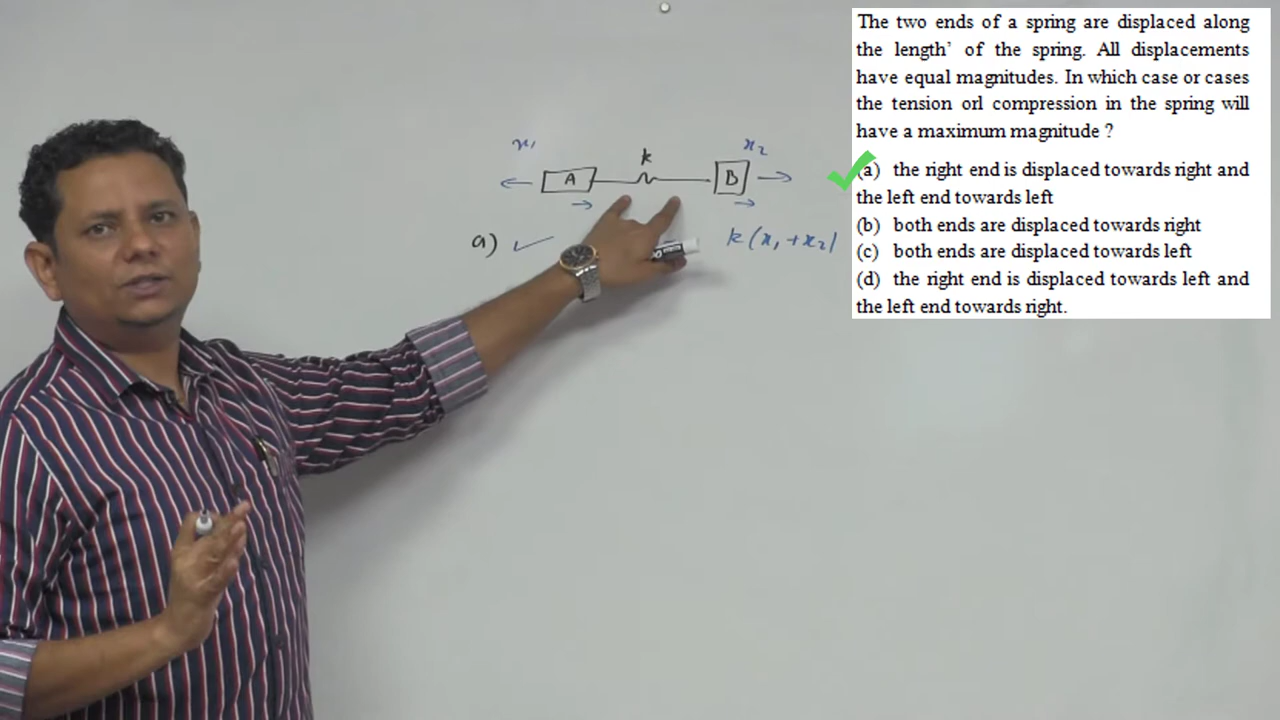 The two ends of a spring are displaced along
the length’ of the spring. All displacements
have equal magnitudes. In which case or cases
the tension orl compression in the spring will
have a maximum magnitude ?
(a) the right end is displaced towards right and
the left end towards left
(b) both ends are displaced towards right
(c) both ends are displaced towards left
(d) the right end is displaced towards left and
the left end towards right.
x₁ k x₂
A B
a) ✓ k(x₁+x₂)